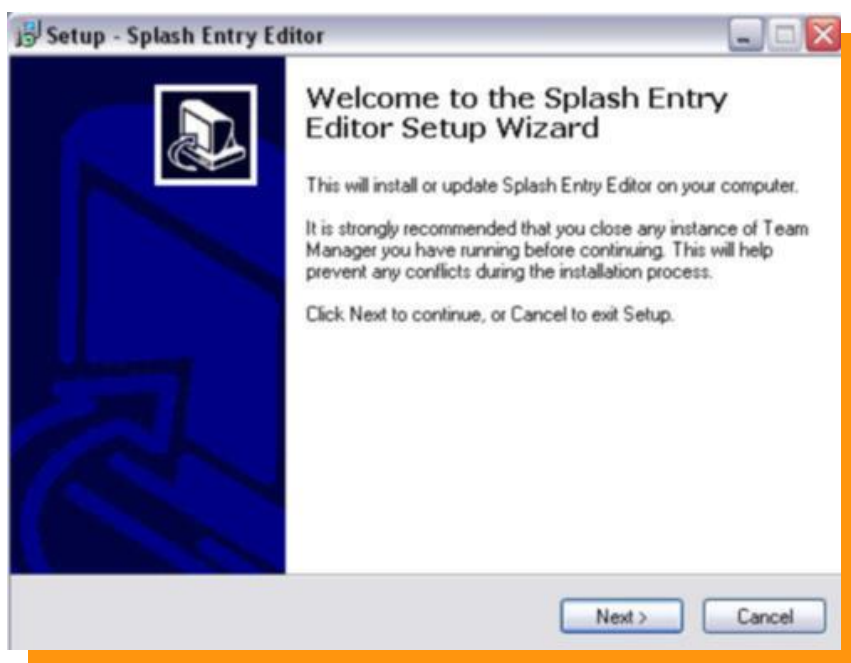 Setup - Splash Entry Editor
Welcome to the Splash Entry
Editor Setup Wizard
This will install or update Splash Entry Editor on your computer.
It is strongly recommended that you close any instance of Team
Manager you have running before continuing. This will help
prevent any conflicts during the installation process.
Click Next to continue, or Cancel to exit Setup.
Next >
Cancel